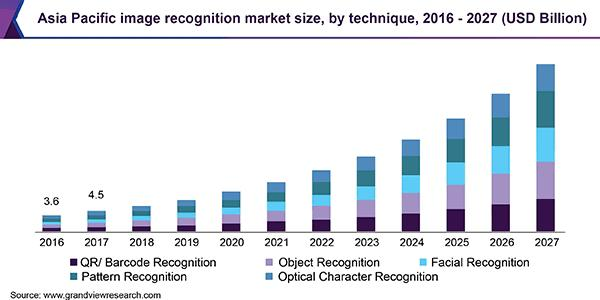 Asia Pacific image recognition market size, by technique, 2016 - 2027 (USD Billion)
3.6
4.5
2016 2017 2018 2019 2020 2021 2022 2023 2024 2025 2026 2027
QR/ Barcode Recognition Object Recognition Facial Recognition
Pattern Recognition Optical Character Recognition
Source: www.grandviewresearch.com